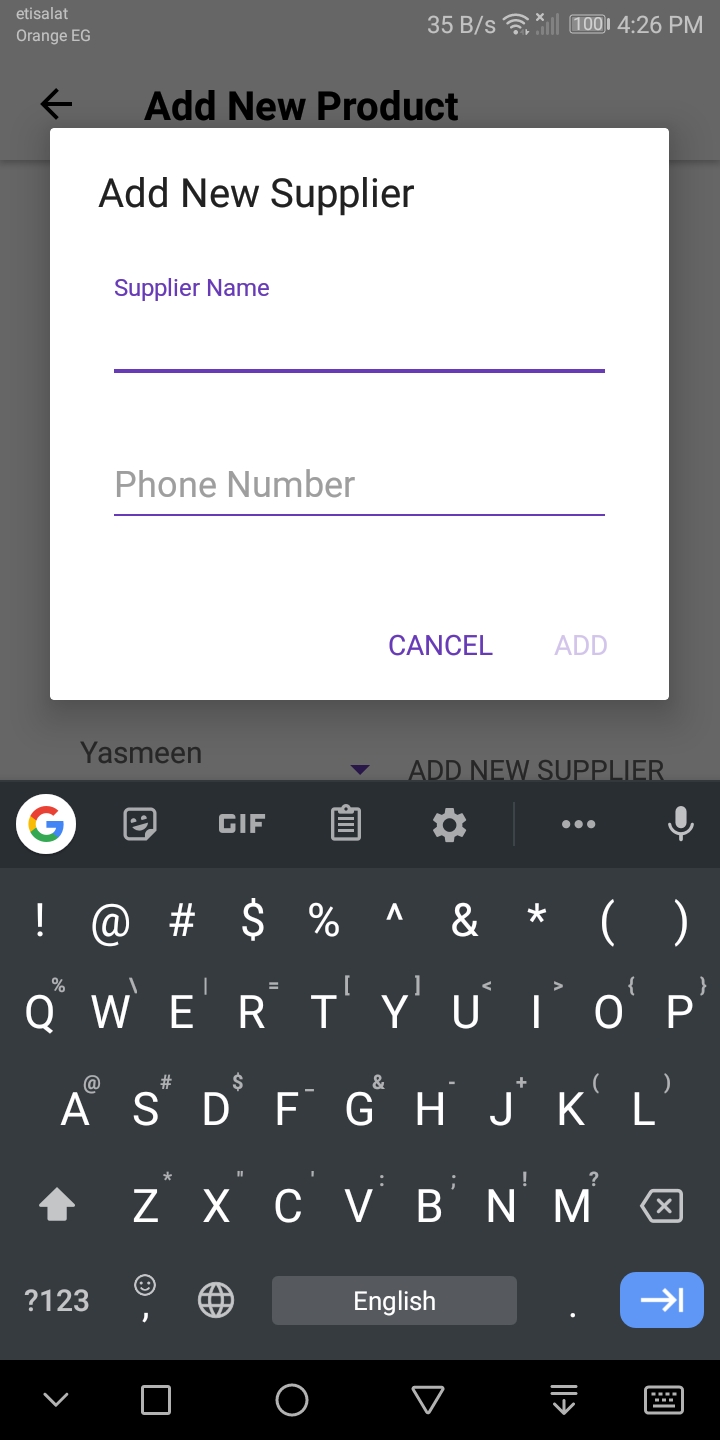 etisalat
Orange EG
35 B/s 100 4:26 PM
Add New Product
Add New Supplier
Supplier Name
Phone Number
CANCEL ADD
Yasmeen
ADD NEW SUPPLIER
G GIF
! @ # $ % ^ & * ( )
% \ | = [ ] < > { }
Q W E R T Y U I O P
@ # $ _ & - + ( )
A S D F G H J K L
* " ' : ; ! ?
Z X C V B N M
?123 , English .